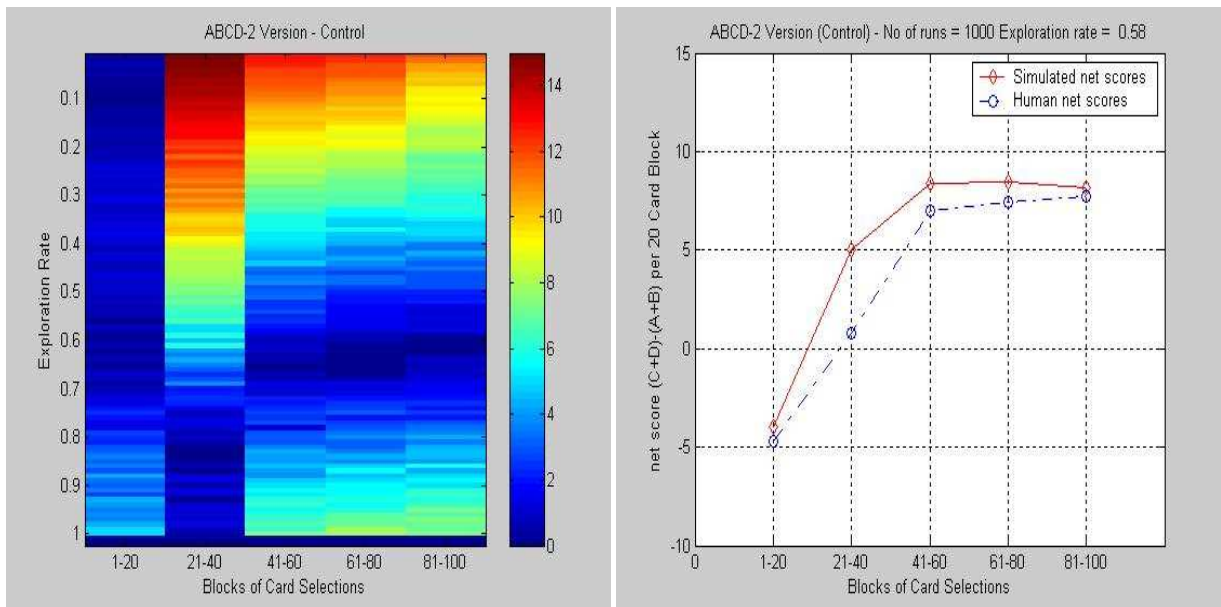 ABCD-2 Version - Control
Exploration Rate
0.1
0.2
0.3
0.4
0.5
0.6
0.7
0.8
0.9
1
1-20 21-40 41-60 61-80 81-100
Blocks of Card Selections
14
12
10
8
6
4
2
0
ABCD-2 Version (Control) - No of runs = 1000 Exploration rate = 0.58
Simulated net scores
Human net scores
net score (C+D)-(A+B) per 20 Card Block
15
10
5
0
-5
-10
0 1-20 21-40 41-60 61-80 81-100
Blocks of Card Selections